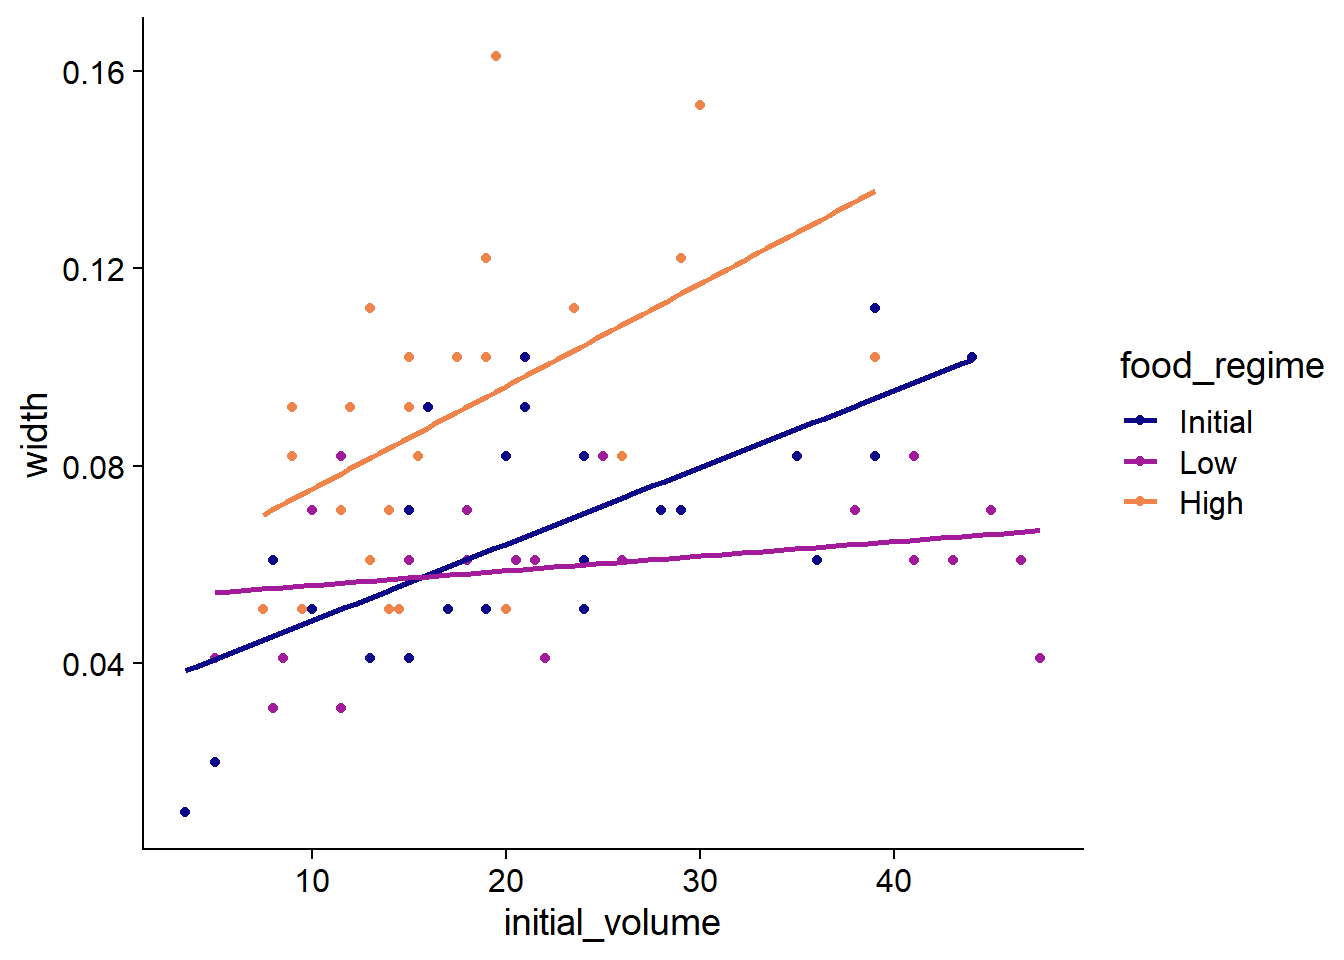 0.16
0.12
0.08
0.04
width
10 20 30 40
initial_volume
food_regime
Initial
Low
High